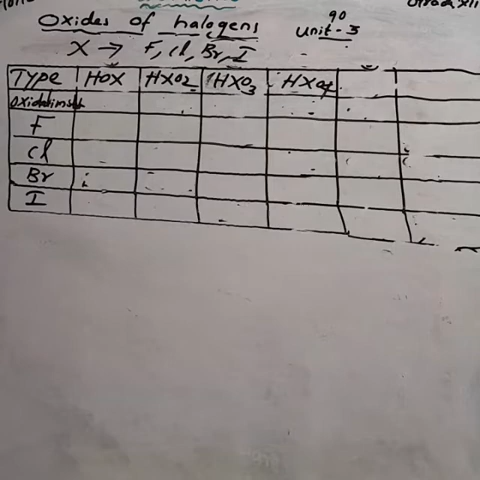 Oxides of halogens
90
Unit-3
X → F, Cl, Br, I
Type HOX HXO2 HXO3 HXO4
F
Cl
Br
I